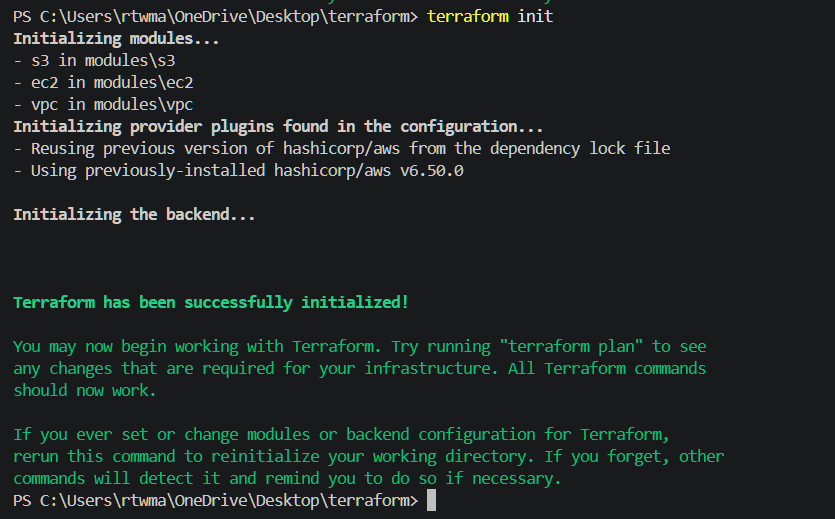 PS C:\Users\rtwma\OneDrive\Desktop\terraform> terraform init
Initializing modules...
- s3 in modules\s3
- ec2 in modules\ec2
- vpc in modules\vpc
Initializing provider plugins found in the configuration...
- Reusing previous version of hashicorp/aws from the dependency lock file
- Using previously-installed hashicorp/aws v6.50.0
Initializing the backend...
Terraform has been successfully initialized!
You may now begin working with Terraform. Try running "terraform plan" to see
any changes that are required for your infrastructure. All Terraform commands
should now work.
If you ever set or change modules or backend configuration for Terraform,
rerun this command to reinitialize your working directory. If you forget, other
commands will detect it and remind you to do so if necessary.
PS C:\Users\rtwma\OneDrive\Desktop\terraform>